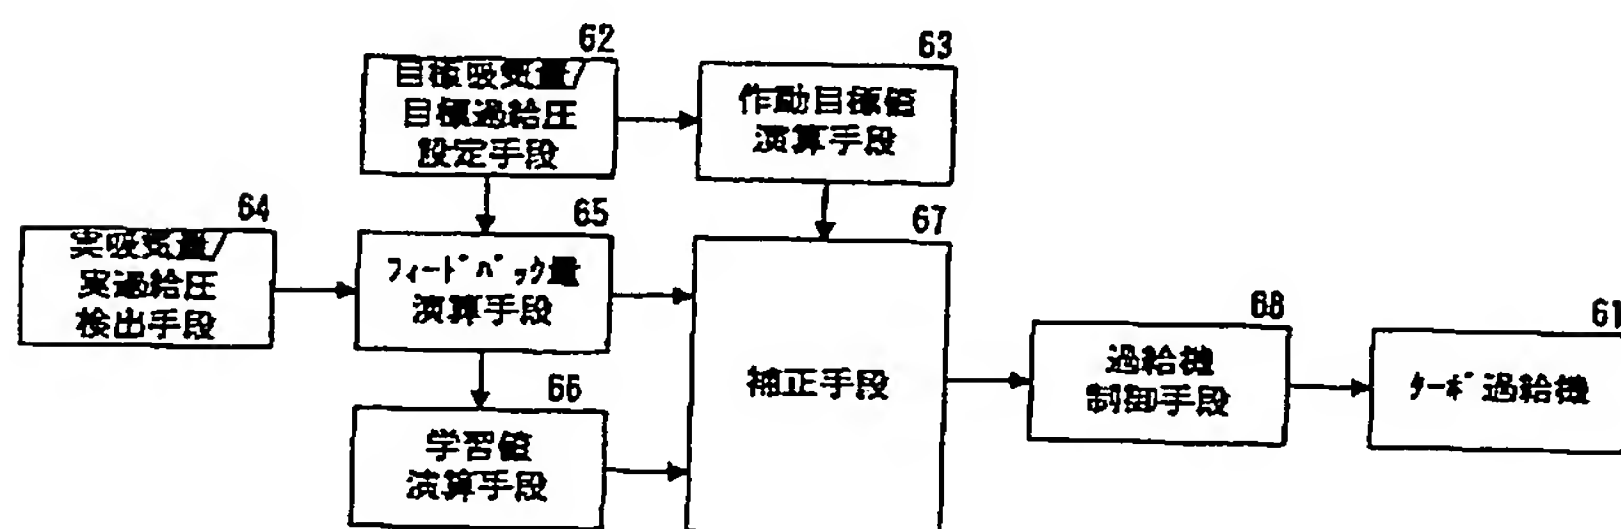 62
目標吸気量/
目標過給圧
設定手段
63
作動目標値
演算手段
64
実吸気量/
実過給圧
検出手段
65
フィードバック量
演算手段
66
学習値
演算手段
67
補正手段
68
過給機
制御手段
61
ターボ過給機